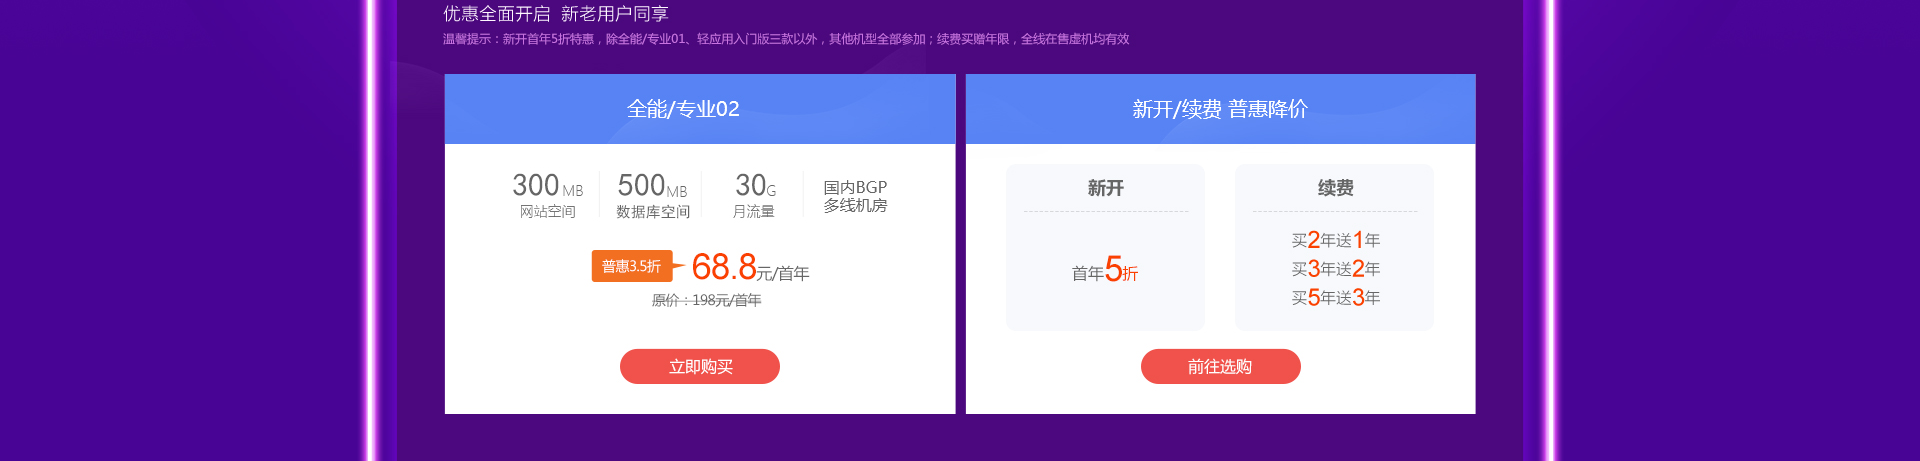 优惠全面开启 新老用户同享
温馨提示：新开首年5折特惠，除全能/专业01、轻应用入门版三款以外，其他机型全部参加；续费买赠年限，全线在售虚机均有效
全能/专业02
300MB
网站空间
500MB
数据库空间
30G
月流量
国内BGP
多线机房
普惠3.5折
68.8元/首年
原价：198元/首年
立即购买
新开/续费 普惠降价
新开
首年5折
续费
买2年送1年
买3年送2年
买5年送3年
前往选购